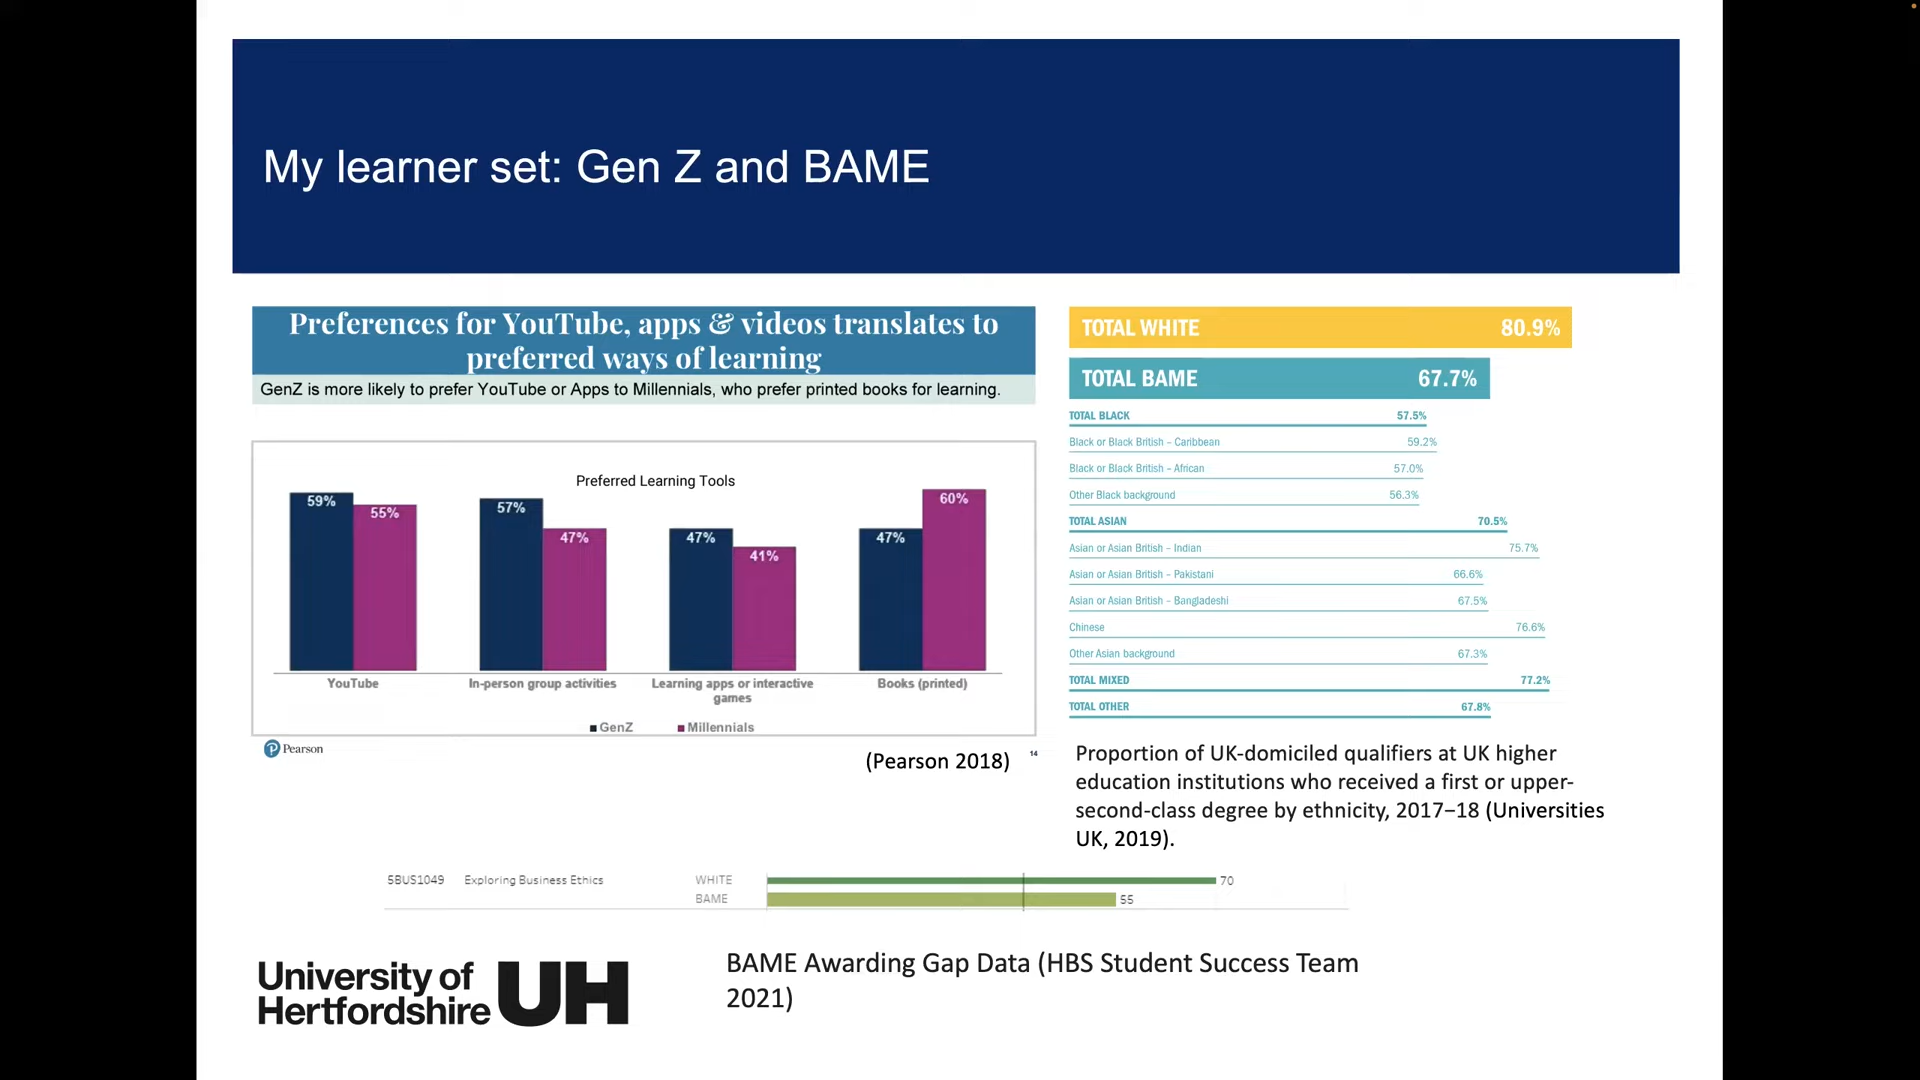 My learner set: Gen Z and BAME
Preferences for YouTube, apps & videos translates to
preferred ways of learning
GenZ is more likely to prefer YouTube or Apps to Millennials, who prefer printed books for learning.
Preferred Learning Tools
59%
55%
57%
47%
47%
41%
47%
60%
YouTube
In-person group activities
Learning apps or interactive
games
Books (printed)
GenZ
Millennials
Pearson
(Pearson 2018)
14
TOTAL WHITE 80.9%
TOTAL BAME 67.7%
TOTAL BLACK 57.5%
Black or Black British – Caribbean 59.2%
Black or Black British – African 57.0%
Other Black background 56.3%
TOTAL ASIAN 70.5%
Asian or Asian British – Indian 75.7%
Asian or Asian British – Pakistani 66.6%
Asian or Asian British – Bangladeshi 67.5%
Chinese 76.6%
Other Asian background 67.3%
TOTAL MIXED 77.2%
TOTAL OTHER 67.8%
Proportion of UK-domiciled qualifiers at UK higher
education institutions who received a first or upper-
second-class degree by ethnicity, 2017–18 (Universities
UK, 2019).
5BUS1049 Exploring Business Ethics WHITE 70
BAME 55
BAME Awarding Gap Data (HBS Student Success Team
2021)
University of
Hertfordshire
UH